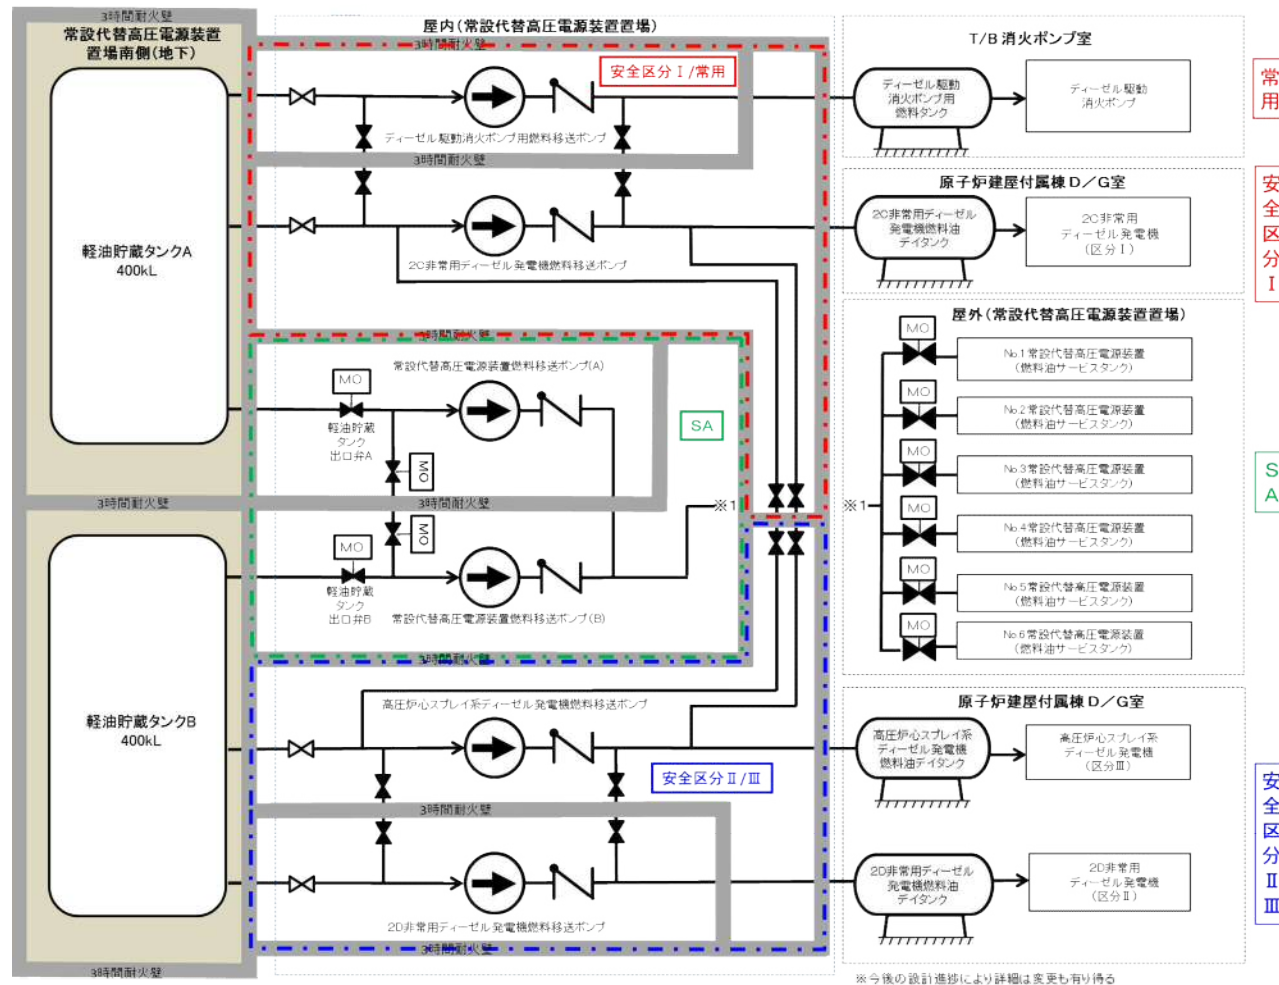 3時間耐火壁
常設代替高圧電源装置
置場南側(地下)
軽油貯蔵タンクA
400kL
3時間耐火壁
軽油貯蔵タンクB
400kL
3時間耐火壁
屋内(常設代替高圧電源装置置場)
3時間耐火壁
安全区分Ⅰ/常用
ディーゼル駆動消火ポンプ用燃料移送ポンプ
3時間耐火壁
2C非常用ディーゼル発電機燃料移送ポンプ
3時間耐火壁
常設代替高圧電源装置燃料移送ポンプ(A)
MO
軽油貯蔵
タンク
出口弁A
MO
SA
3時間耐火壁
※1
MO
MO
軽油貯蔵
タンク
出口弁B
常設代替高圧電源装置燃料移送ポンプ(B)
3時間耐火壁
高圧炉心スプレイ系ディーゼル発電機燃料移送ポンプ
安全区分Ⅱ/Ⅲ
3時間耐火壁
2D非常用ディーゼル発電機燃料移送ポンプ
3時間耐火壁
T/B 消火ポンプ室
ディーゼル駆動
消火ポンプ用
燃料タンク
ディーゼル駆動
消火ポンプ
原子炉建屋付属棟D/G室
2C非常用ディーゼル
発電機燃料油
デイタンク
2C非常用
ディーゼル発電機
(区分Ⅰ)
屋外(常設代替高圧電源装置置場)
※1
MO
No.1常設代替高圧電源装置
(燃料油サービスタンク)
MO
No.2常設代替高圧電源装置
(燃料油サービスタンク)
MO
No.3常設代替高圧電源装置
(燃料油サービスタンク)
MO
No.4常設代替高圧電源装置
(燃料油サービスタンク)
MO
No.5常設代替高圧電源装置
(燃料油サービスタンク)
MO
No.6常設代替高圧電源装置
(燃料油サービスタンク)
原子炉建屋付属棟D/G室
高圧炉心スプレイ系
ディーゼル発電機
燃料油デイタンク
高圧炉心スプレイ系
ディーゼル発電機
(区分Ⅲ)
2D非常用ディーゼル
発電機燃料油
デイタンク
2D非常用
ディーゼル発電機
(区分Ⅱ)
※今後の設計進捗により詳細は変更も有り得る
常用
安全区分Ⅰ
SA
安全区分ⅡⅢ